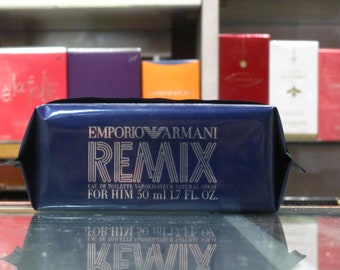 EMPORIO ARMANI
REMIX
EAU DE TOILETTE VAPORISATEUR NATURAL SPRAY
FOR HIM 50 ml 1.7 FL. OZ.